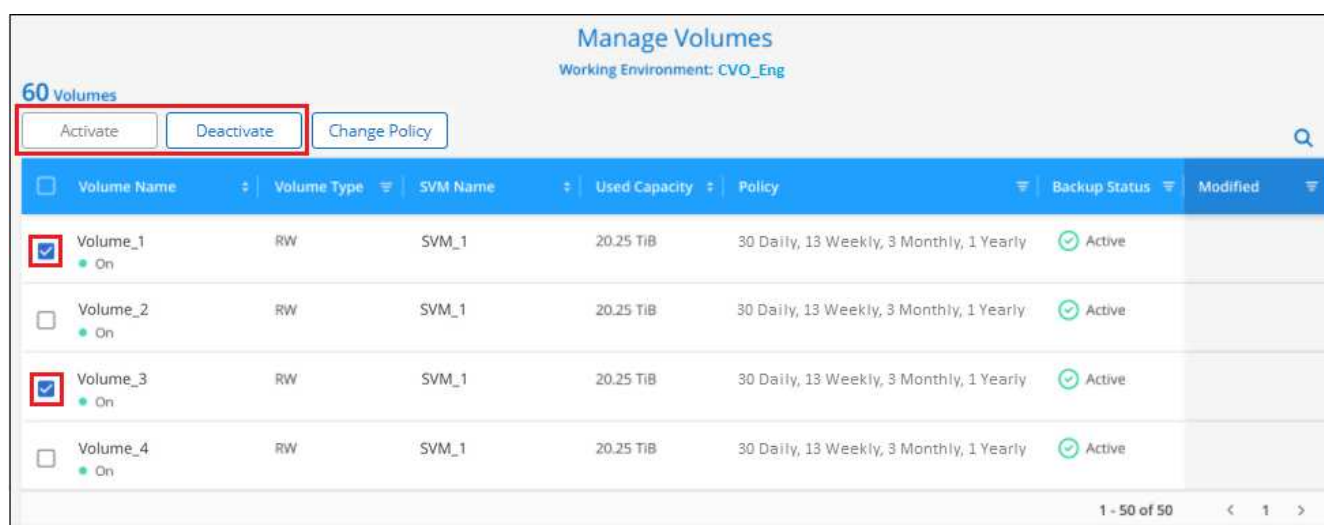 Manage Volumes
Working Environment: CVO_Eng
60 Volumes
Activate Deactivate Change Policy
Volume Name Volume Type SVM Name Used Capacity Policy Backup Status Modified
Volume_1 RW SVM_1 20.25 TiB 30 Daily, 13 Weekly, 3 Monthly, 1 Yearly Active
On
Volume_2 RW SVM_1 20.25 TiB 30 Daily, 13 Weekly, 3 Monthly, 1 Yearly Active
On
Volume_3 RW SVM_1 20.25 TiB 30 Daily, 13 Weekly, 3 Monthly, 1 Yearly Active
On
Volume_4 RW SVM_1 20.25 TiB 30 Daily, 13 Weekly, 3 Monthly, 1 Yearly Active
On
1 - 50 of 50 < 1 >